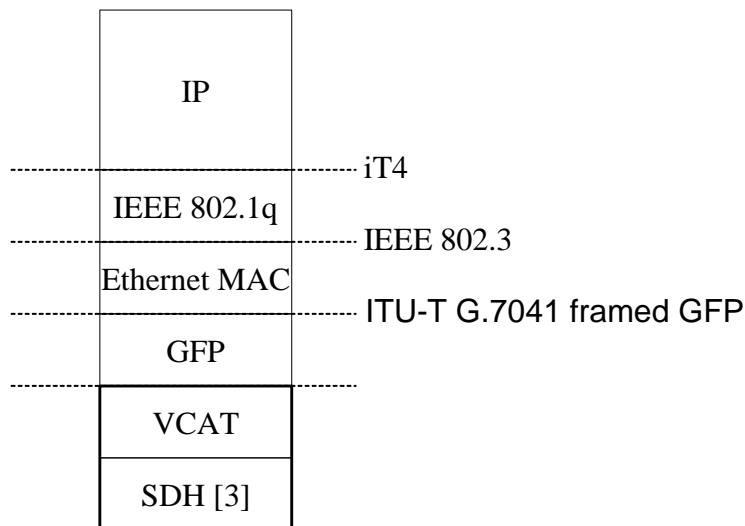 IP
iT4
IEEE 802.1q
IEEE 802.3
Ethernet MAC
ITU-T G.7041 framed GFP
GFP
VCAT
SDH [3]